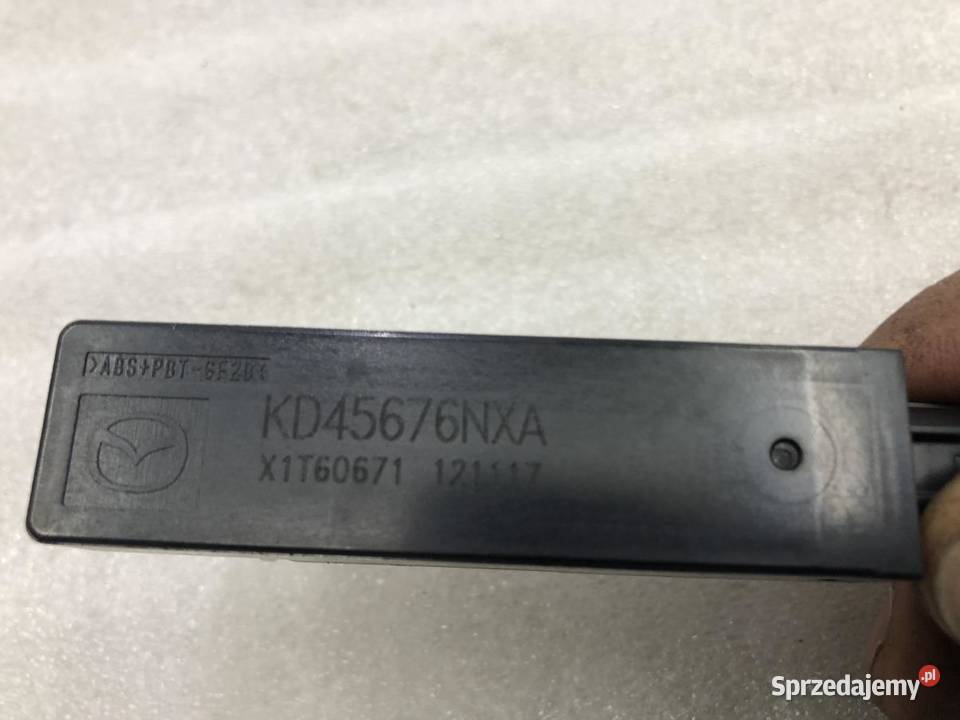 >ABS+PBT-GF20<
KD45676NXA
X1T60671 121117
Sprzedajemy.pl